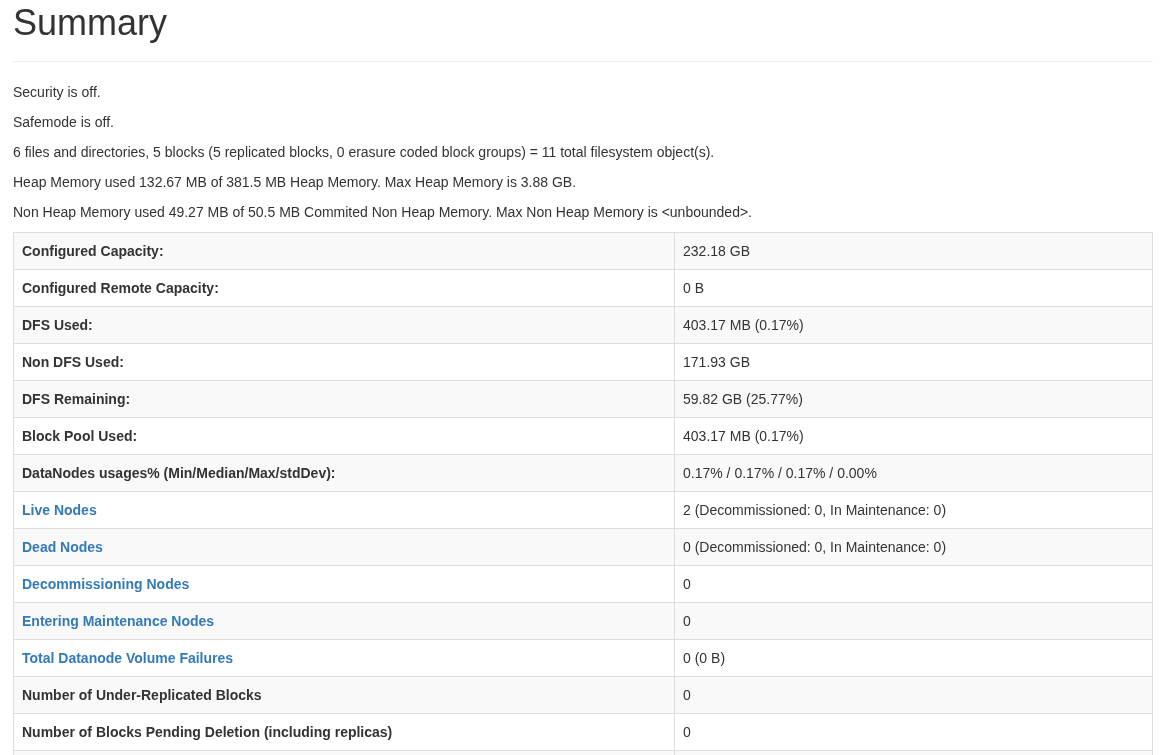 Summary
Security is off.
Safemode is off.
6 files and directories, 5 blocks (5 replicated blocks, 0 erasure coded block groups) = 11 total filesystem object(s).
Heap Memory used 132.67 MB of 381.5 MB Heap Memory. Max Heap Memory is 3.88 GB.
Non Heap Memory used 49.27 MB of 50.5 MB Commited Non Heap Memory. Max Non Heap Memory is <unbounded>.
Configured Capacity: 232.18 GB
Configured Remote Capacity: 0 B
DFS Used: 403.17 MB (0.17%)
Non DFS Used: 171.93 GB
DFS Remaining: 59.82 GB (25.77%)
Block Pool Used: 403.17 MB (0.17%)
DataNodes usages% (Min/Median/Max/stdDev): 0.17% / 0.17% / 0.17% / 0.00%
Live Nodes 2 (Decommissioned: 0, In Maintenance: 0)
Dead Nodes 0 (Decommissioned: 0, In Maintenance: 0)
Decommissioning Nodes 0
Entering Maintenance Nodes 0
Total Datanode Volume Failures 0 (0 B)
Number of Under-Replicated Blocks 0
Number of Blocks Pending Deletion (including replicas) 0